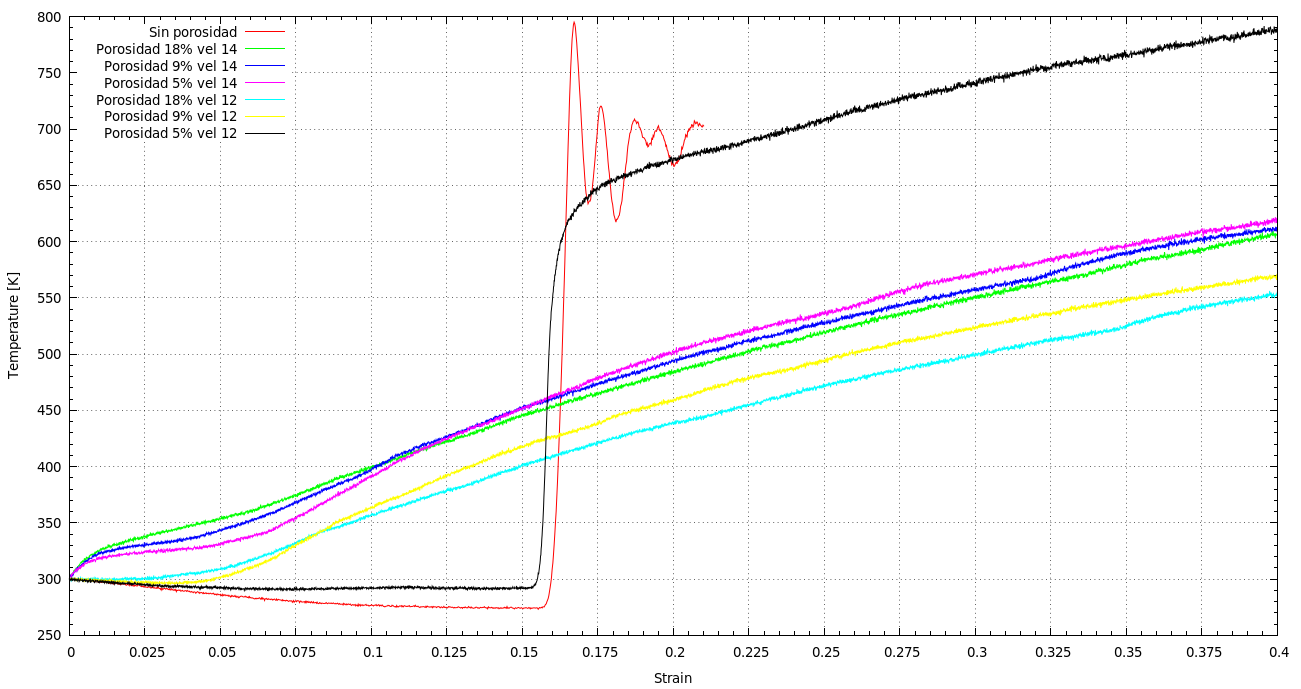 800
750
700
650
600
550
500
450
400
350
300
250
Temperature [K]
Sin porosidad
Porosidad 18% vel 14
Porosidad 9% vel 14
Porosidad 5% vel 14
Porosidad 18% vel 12
Porosidad 9% vel 12
Porosidad 5% vel 12
0 0.025 0.05 0.075 0.1 0.125 0.15 0.175 0.2 0.225 0.25 0.275 0.3 0.325 0.35 0.375 0.4
Strain